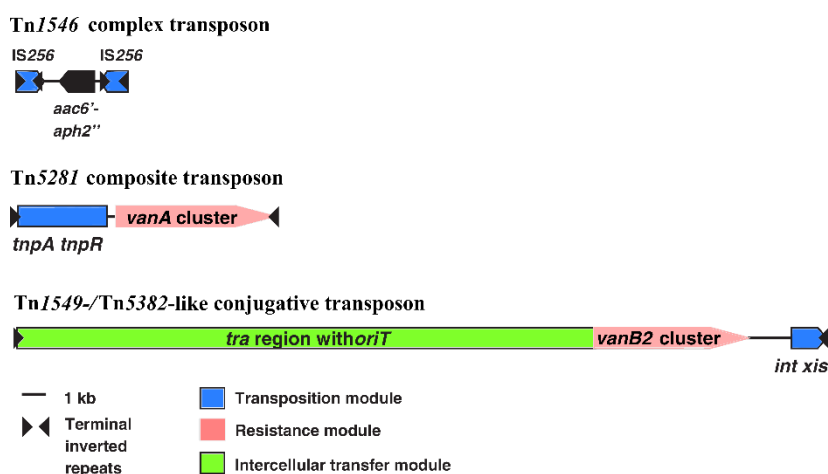 Tn1546 complex transposon
IS256 IS256
aac6'-
aph2"
Tn5281 composite transposon
vanA cluster
tnpA tnpR
Tn1549-/Tn5382-like conjugative transposon
tra region withoriT vanB2 cluster
int xis
1 kb Transposition module
Terminal
inverted
repeats
Resistance module
Intercellular transfer module